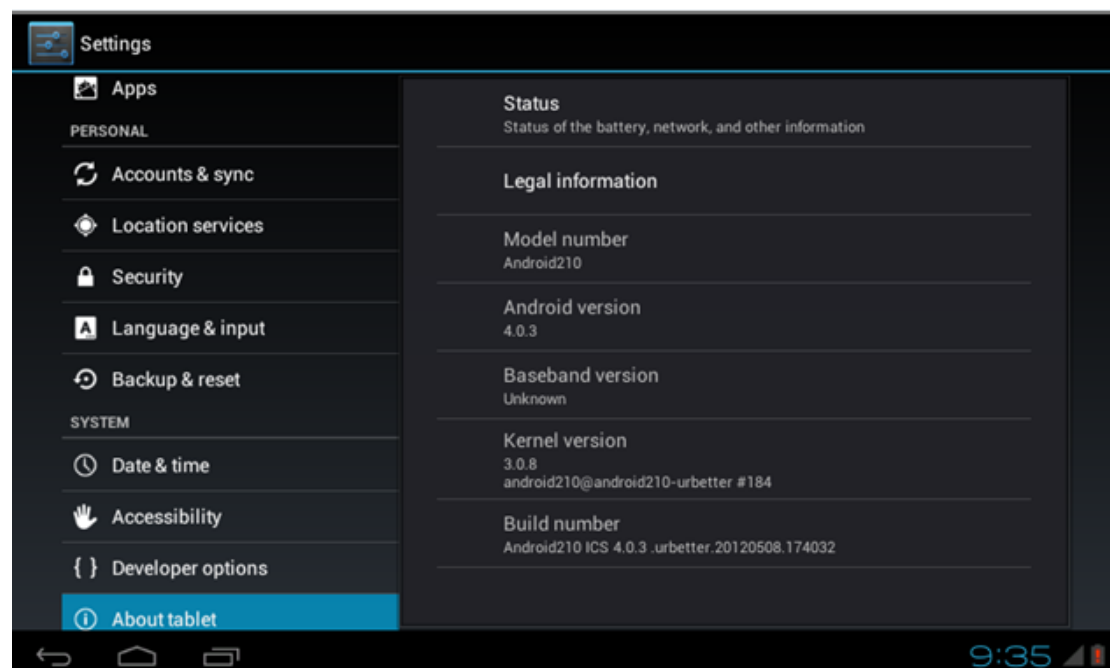 Settings
Apps
PERSONAL
Accounts & sync
Location services
Security
Language & input
Backup & reset
SYSTEM
Date & time
Accessibility
Developer options
About tablet
Status
Status of the battery, network, and other information
Legal information
Model number
Android210
Android version
4.0.3
Baseband version
Unknown
Kernel version
3.0.8
android210@android210-urbetter #184
Build number
Android210 ICS 4.0.3 .urbetter.20120508.174032
9:35